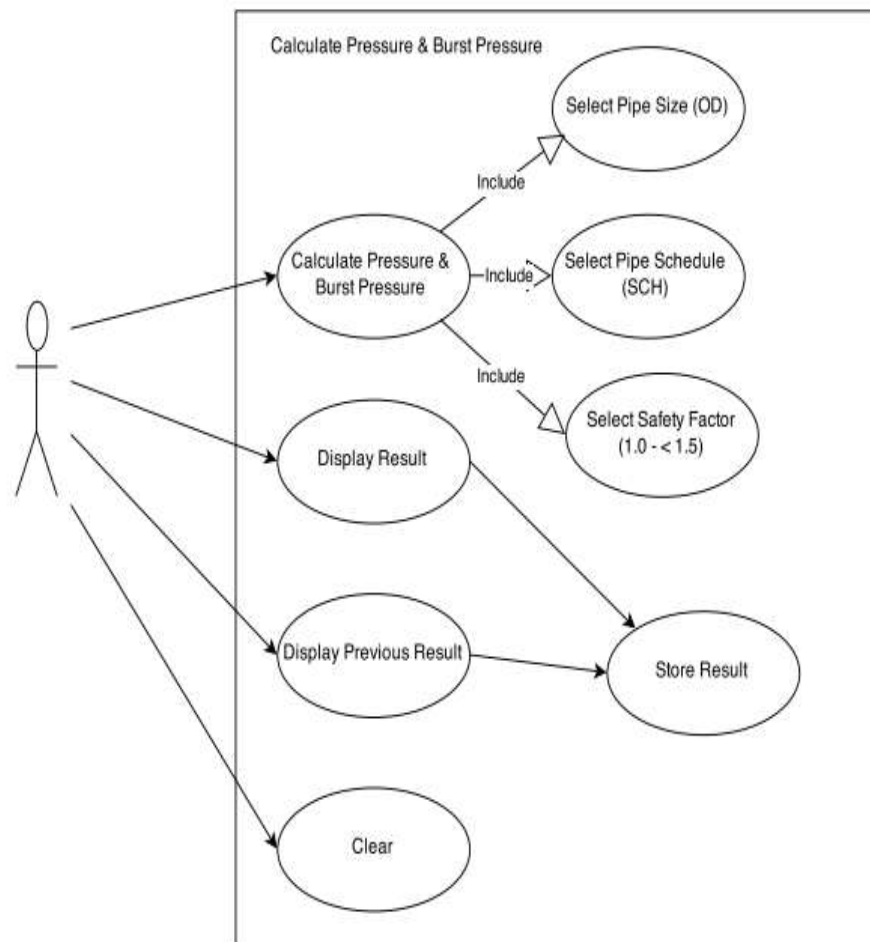 Calculate Pressure & Burst Pressure
Select Pipe Size (OD)
Include
Calculate Pressure &
Burst Pressure
Include
Select Pipe Schedule
(SCH)
Include
Select Safety Factor
(1.0 - < 1.5)
Display Result
Display Previous Result
Store Result
Clear